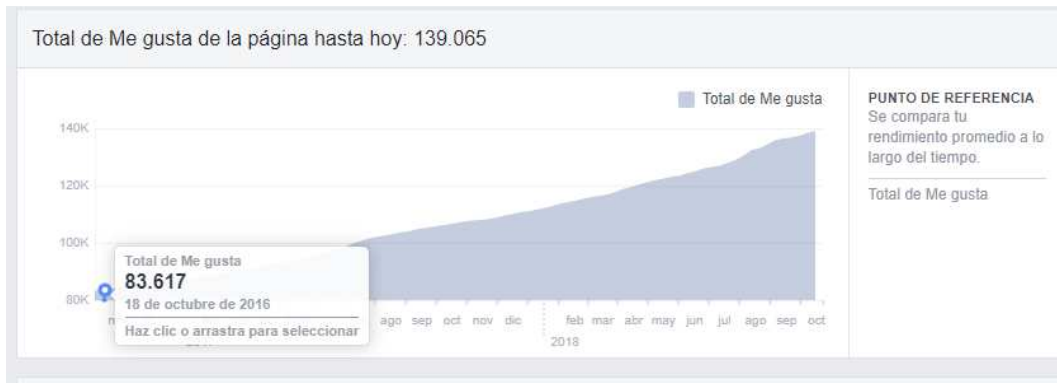 Total de Me gusta de la página hasta hoy: 139.065
Total de Me gusta
PUNTO DE REFERENCIA
Se compara tu
rendimiento promedio a lo
largo del tiempo.
Total de Me gusta
140K
120K
100K
80K
Total de Me gusta
83.617
18 de octubre de 2016
Haz clic o arrastra para seleccionar
ago sep oct nov dic feb mar abr may jun jul ago sep oct
2018